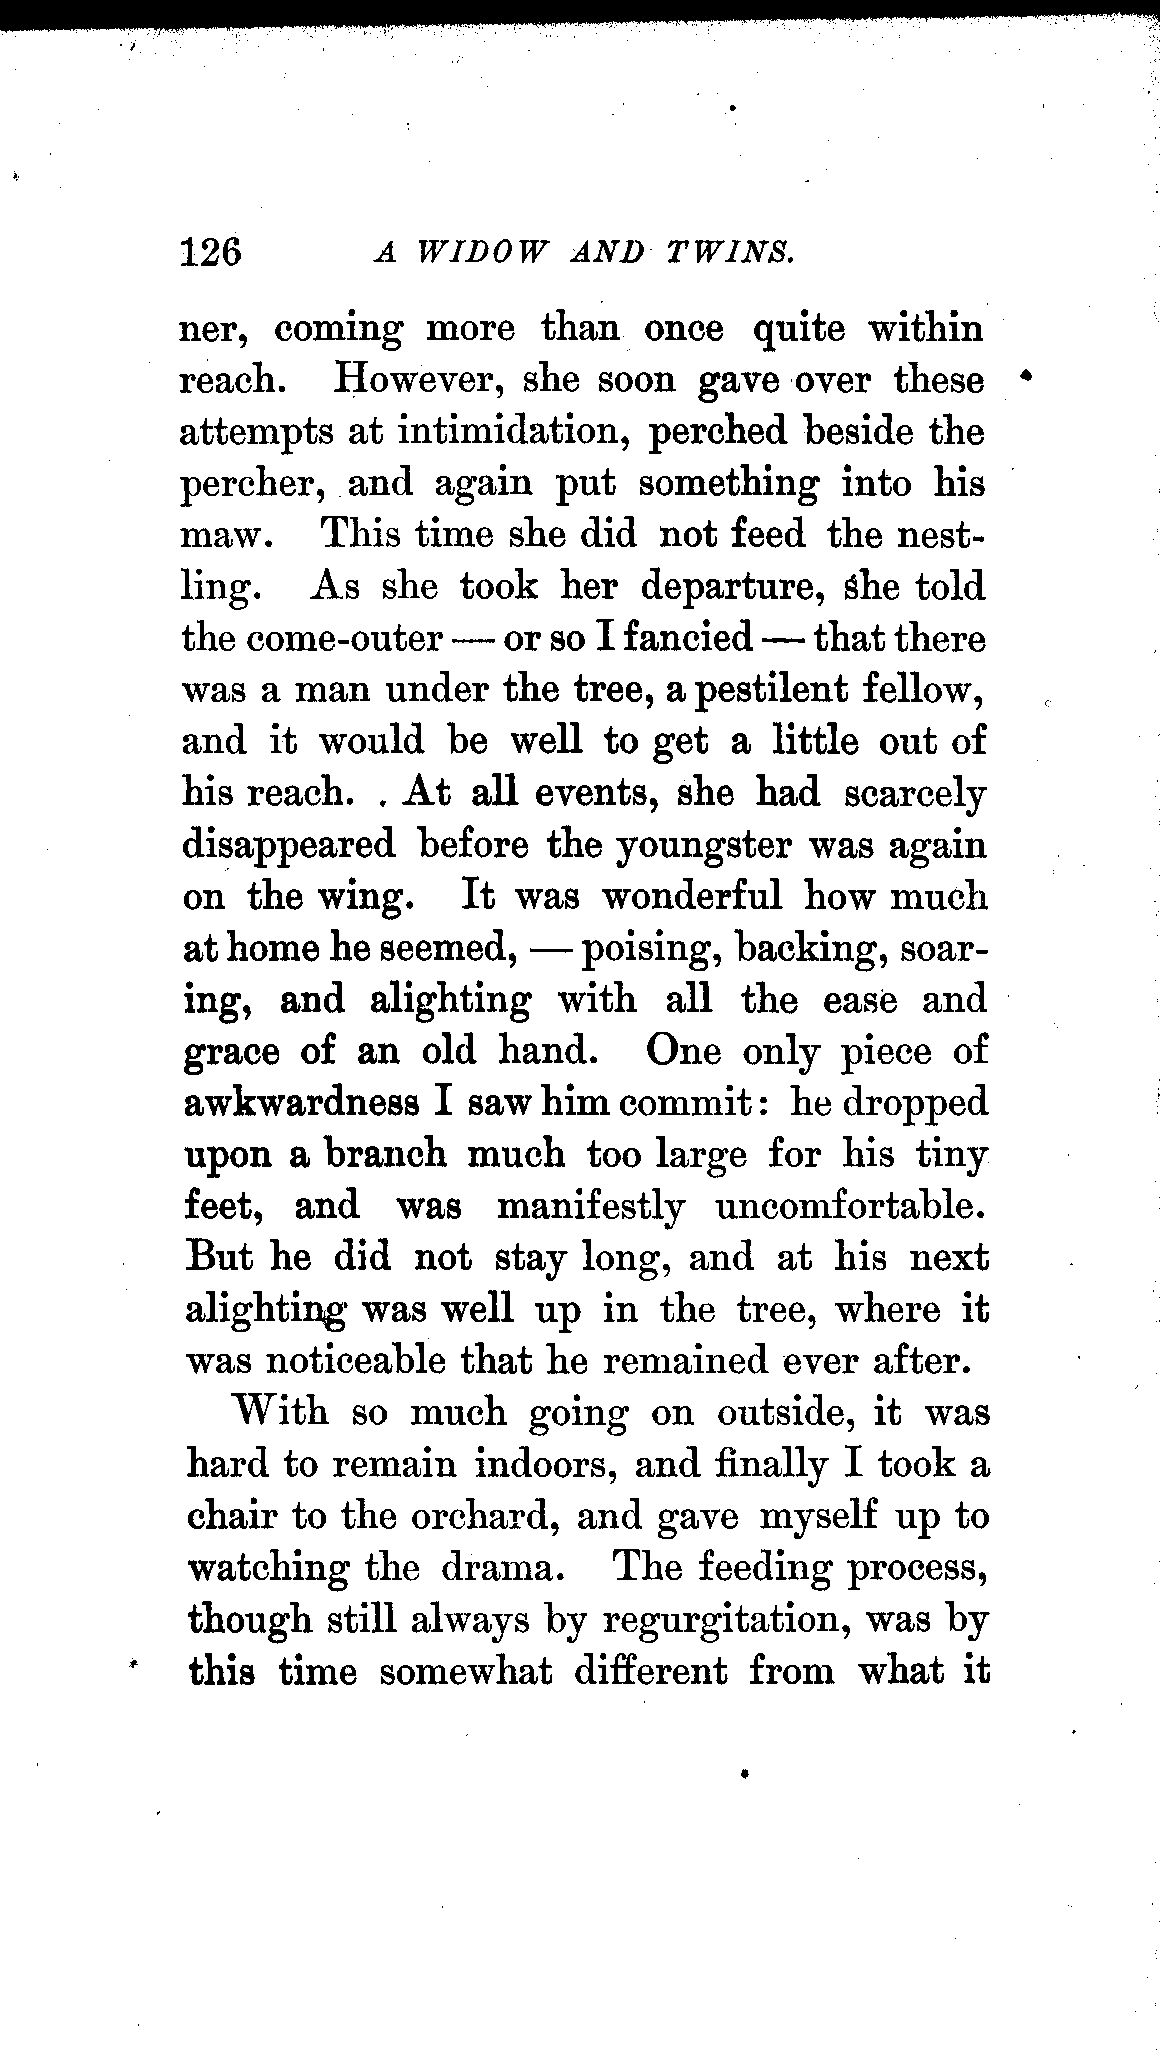 126 A WIDOW AND TWINS.
ner, coming more than once quite within
reach. However, she soon gave over these
attempts at intimidation, perched beside the
percher, and again put something into his
maw. This time she did not feed the nest-
ling. As she took her departure, she told
the come-outer — or so I fancied — that there
was a man under the tree, a pestilent fellow,
and it would be well to get a little out of
his reach. At all events, she had scarcely
disappeared before the youngster was again
on the wing. It was wonderful how much
at home he seemed, — poising, backing, soar-
ing, and alighting with all the ease and
grace of an old hand. One only piece of
awkwardness I saw him commit: he dropped
upon a branch much too large for his tiny
feet, and was manifestly uncomfortable.
But he did not stay long, and at his next
alighting was well up in the tree, where it
was noticeable that he remained ever after.
With so much going on outside, it was
hard to remain indoors, and finally I took a
chair to the orchard, and gave myself up to
watching the drama. The feeding process,
though still always by regurgitation, was by
this time somewhat different from what it